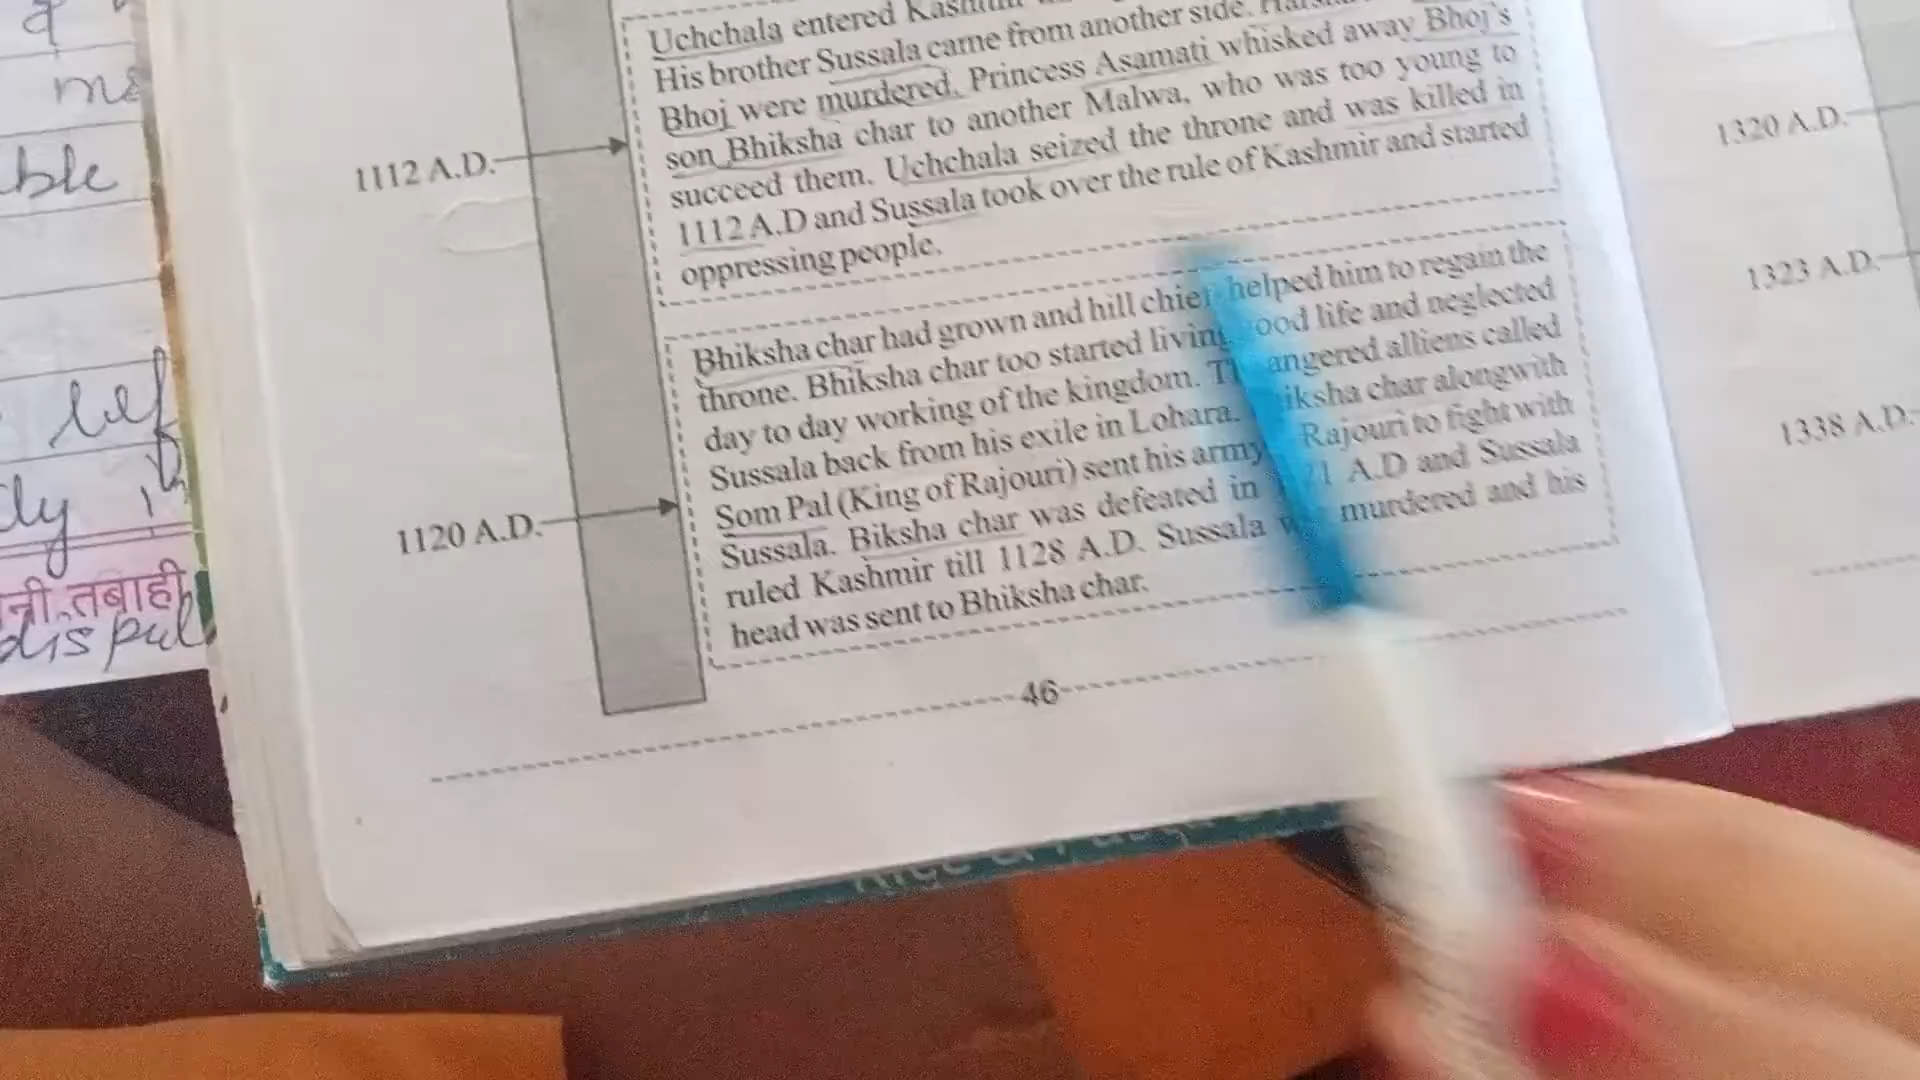 Uchchala entered
His brother Sussala came from another side.
Bhoj were murdered. Princess Asamati whisked away Bhoj's
son Bhiksha char to another Malwa, who was too young to
succeed them. Uchchala seized the throne and was killed in
1112 A.D and Sussala took over the rule of Kashmir and started
oppressing people.
1112 A.D.
Bhiksha char had grown and hill chief helped him to regain the
throne. Bhiksha char too started living good life and neglected
day to day working of the kingdom. angered alliens called
Sussala back from his exile in Lohara. iksha char alongwith
Som Pal (King of Rajouri) sent his army Rajouri to fight with
Sussala. Biksha char was defeated in A.D and Sussala
ruled Kashmir till 1128 A.D. Sussala murdered and his
head was sent to Bhiksha char.
1120 A.D.
46
1320 A.D.
1323 A.D.
1338 A.D.
ble
तबाही